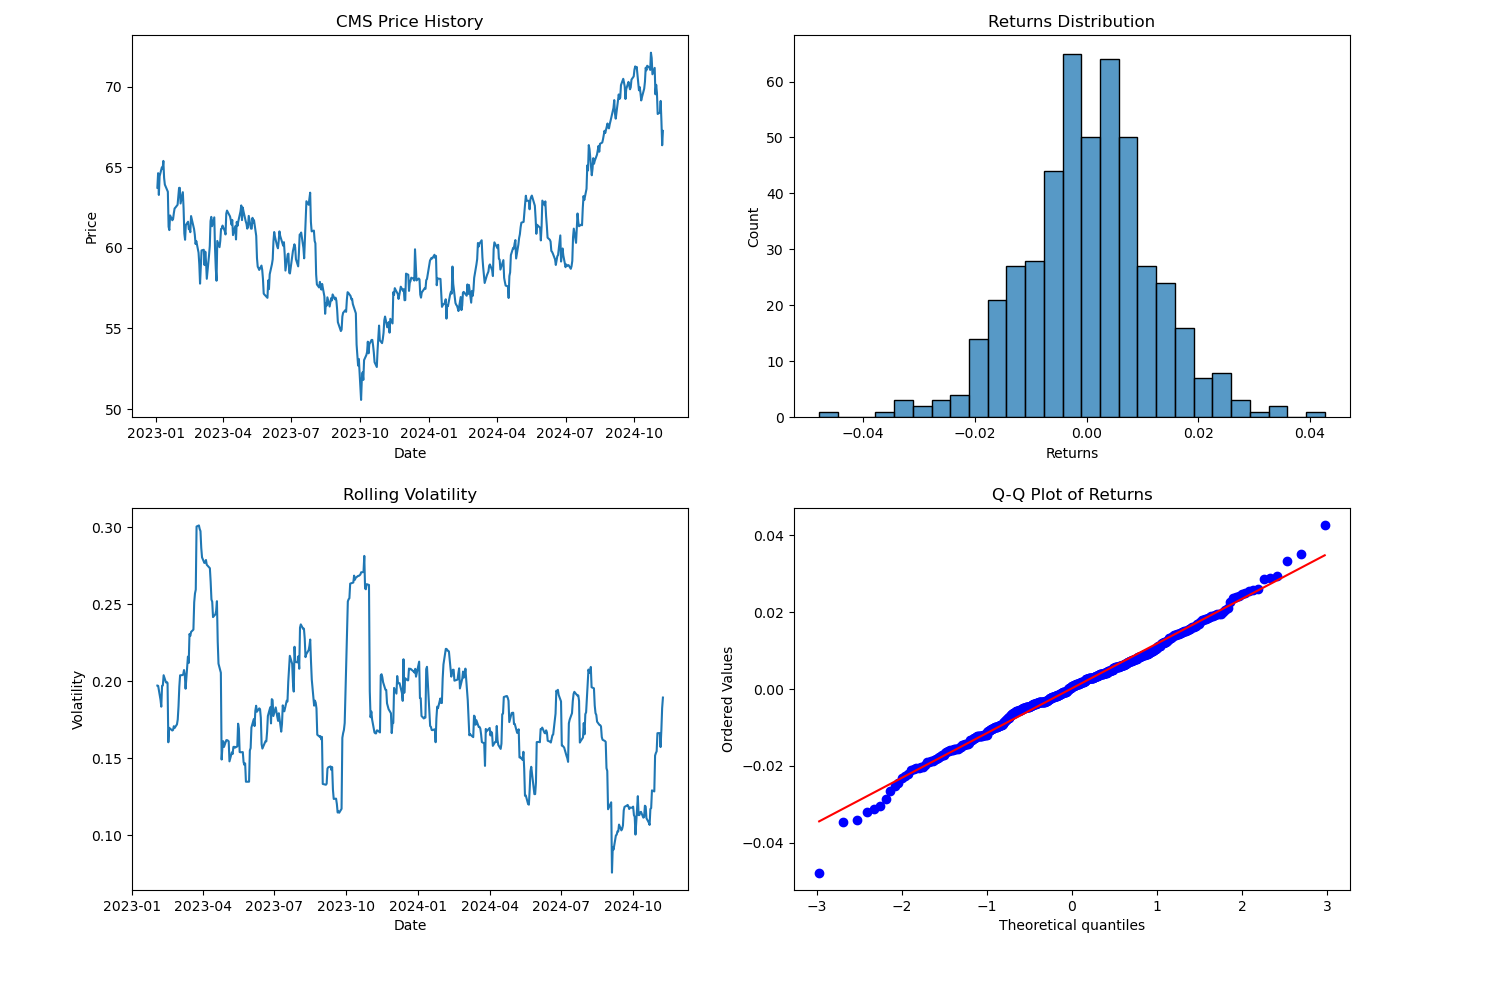 CMS Price History
Price
70
65
60
55
50
2023-01 2023-04 2023-07 2023-10 2024-01 2024-04 2024-07 2024-10
Date
Returns Distribution
Count
60
50
40
30
20
10
0
−0.04 −0.02 0.00 0.02 0.04
Returns
Rolling Volatility
Volatility
0.30
0.25
0.20
0.15
0.10
2023-01 2023-04 2023-07 2023-10 2024-01 2024-04 2024-07 2024-10
Date
Q-Q Plot of Returns
Ordered Values
0.04
0.02
0.00
−0.02
−0.04
−3 −2 −1 0 1 2 3
Theoretical quantiles